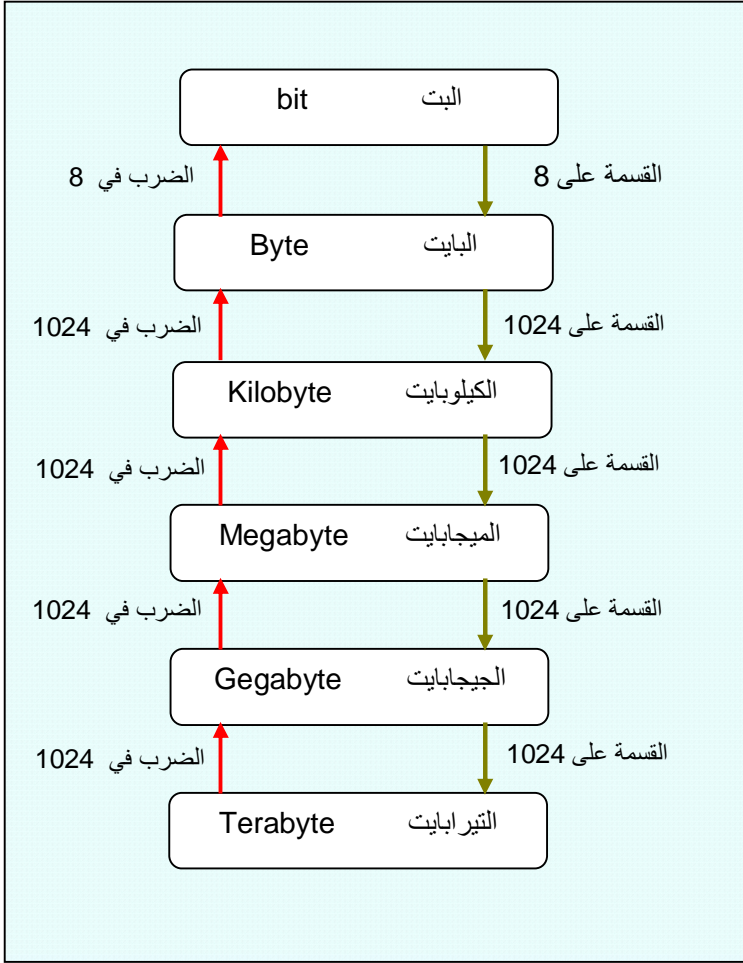 bit البت
الضرب في 8 القسمة على 8
Byte البايت
الضرب في 1024 القسمة على 1024
Kilobyte الكيلوبايت
الضرب في 1024 القسمة على 1024
Megabyte الميجابايت
الضرب في 1024 القسمة على 1024
Gegabyte الجيجابايت
الضرب في 1024 القسمة على 1024
Terabyte التيرابايت